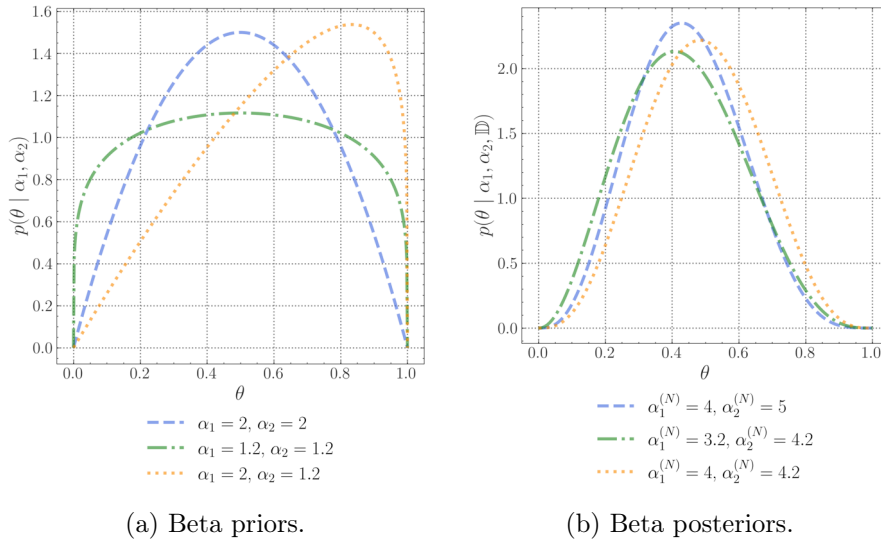 1.6
1.4
1.2
1.0
0.8
0.6
0.4
0.2
0.0
p(θ | α₁, α₂)
0.0 0.2 0.4 0.6 0.8 1.0
θ
α₁ = 2, α₂ = 2
α₁ = 1.2, α₂ = 1.2
α₁ = 2, α₂ = 1.2
(a) Beta priors.
2.0
1.5
1.0
0.5
0.0
p(θ | α₁, α₂, 𝔻)
0.0 0.2 0.4 0.6 0.8 1.0
θ
α₁^(N) = 4, α₂^(N) = 5
α₁^(N) = 3.2, α₂^(N) = 4.2
α₁^(N) = 4, α₂^(N) = 4.2
(b) Beta posteriors.